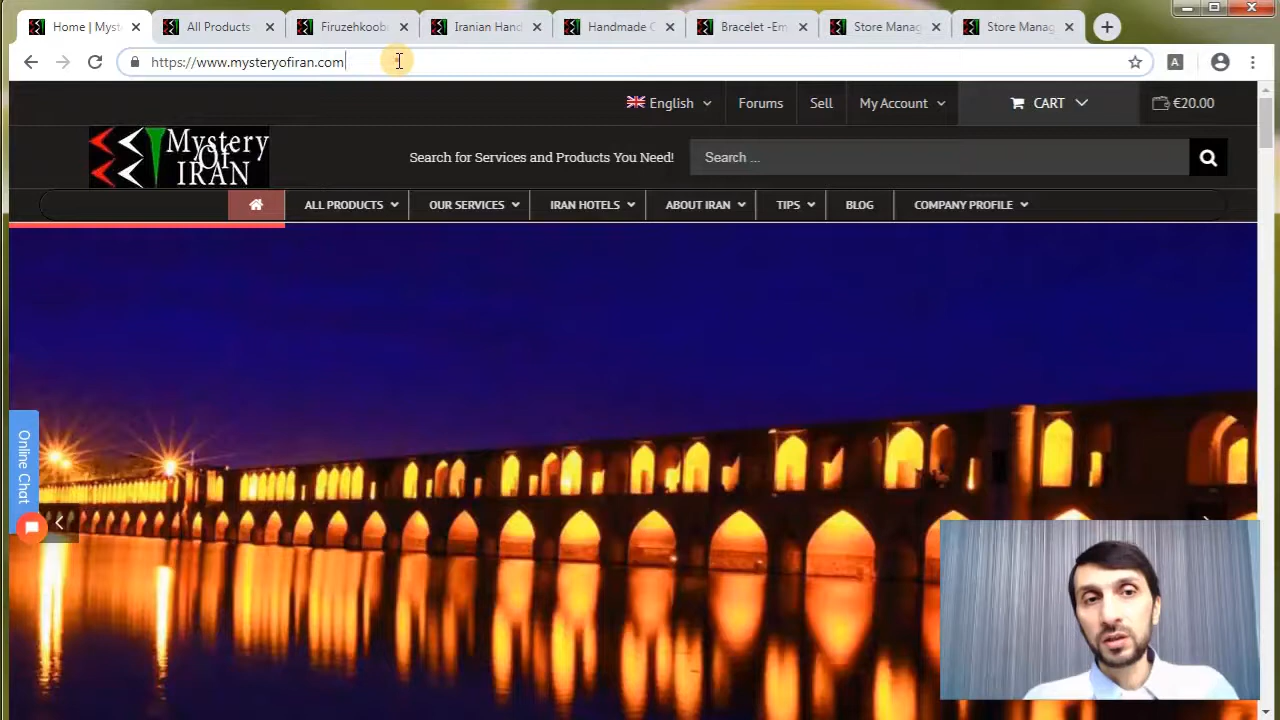 Home | Myst
All Products
Firuzehkoob
Iranian Hand
Handmade C
Bracelet -Em
Store Manag
Store Manag
https://www.mysteryofiran.com
A
English
Forums
Sell
My Account
CART
€20.00
Mystery
Of
IRAN
Search for Services and Products You Need!
Search ...
ALL PRODUCTS
OUR SERVICES
IRAN HOTELS
ABOUT IRAN
TIPS
BLOG
COMPANY PROFILE
Online Chat